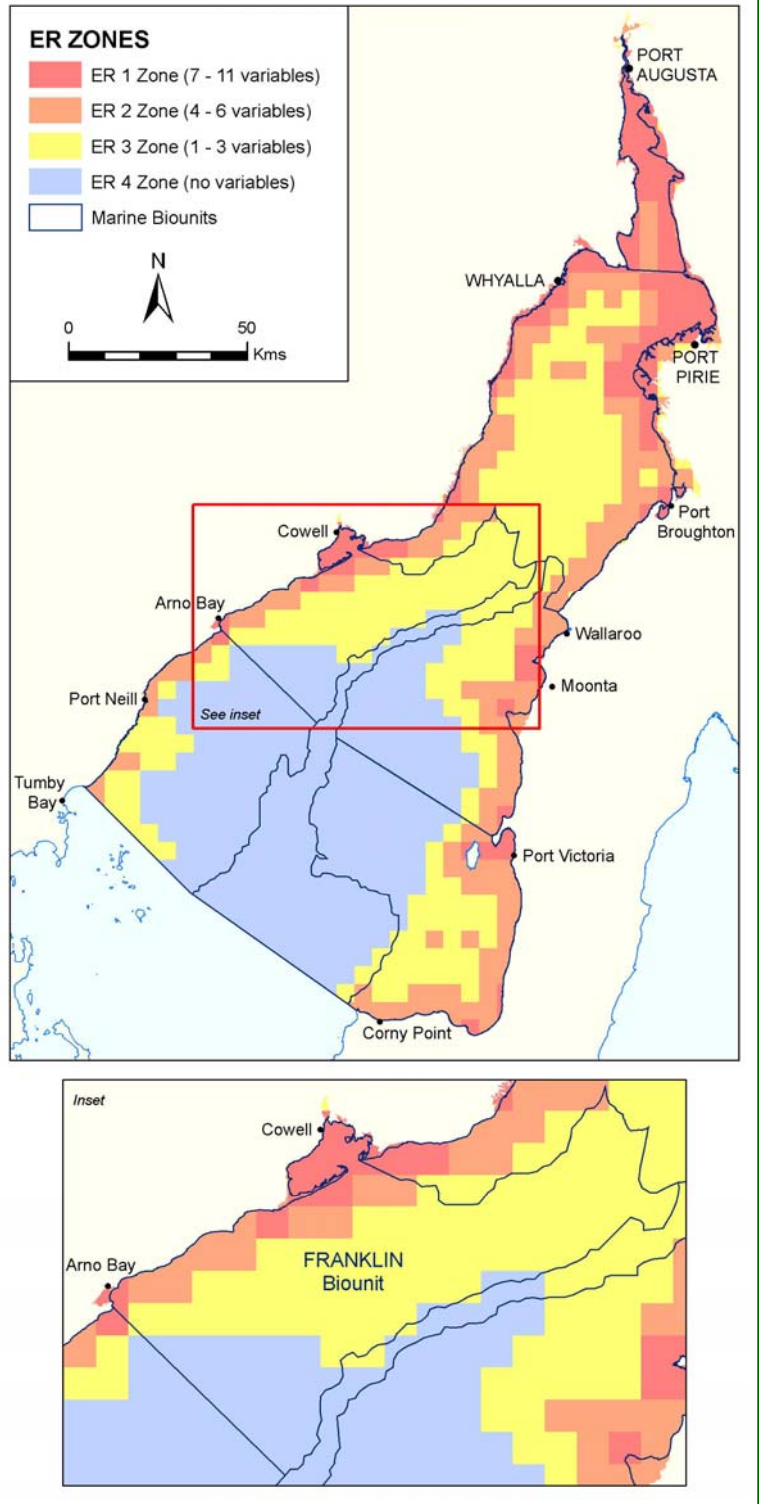 ER ZONES
ER 1 Zone (7 - 11 variables)
ER 2 Zone (4 - 6 variables)
ER 3 Zone (1 - 3 variables)
ER 4 Zone (no variables)
Marine Biounits
N
0
50
Kms
PORT
AUGUSTA
WHYALLA
PORT
PIRIE
Port
Broughton
Cowell
Arno Bay
Wallaroo
Moonta
Port Neill
See inset
Tumby
Bay
Port Victoria
Corny Point
Inset
Cowell
Arno Bay
FRANKLIN
Biounit